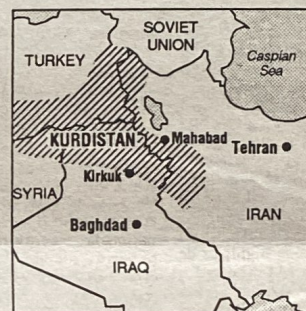 SOVIET
UNION
TURKEY
Caspian
Sea
KURDISTAN
Mahabad
Tehran
Kirkuk
SYRIA
IRAN
Baghdad
IRAQ